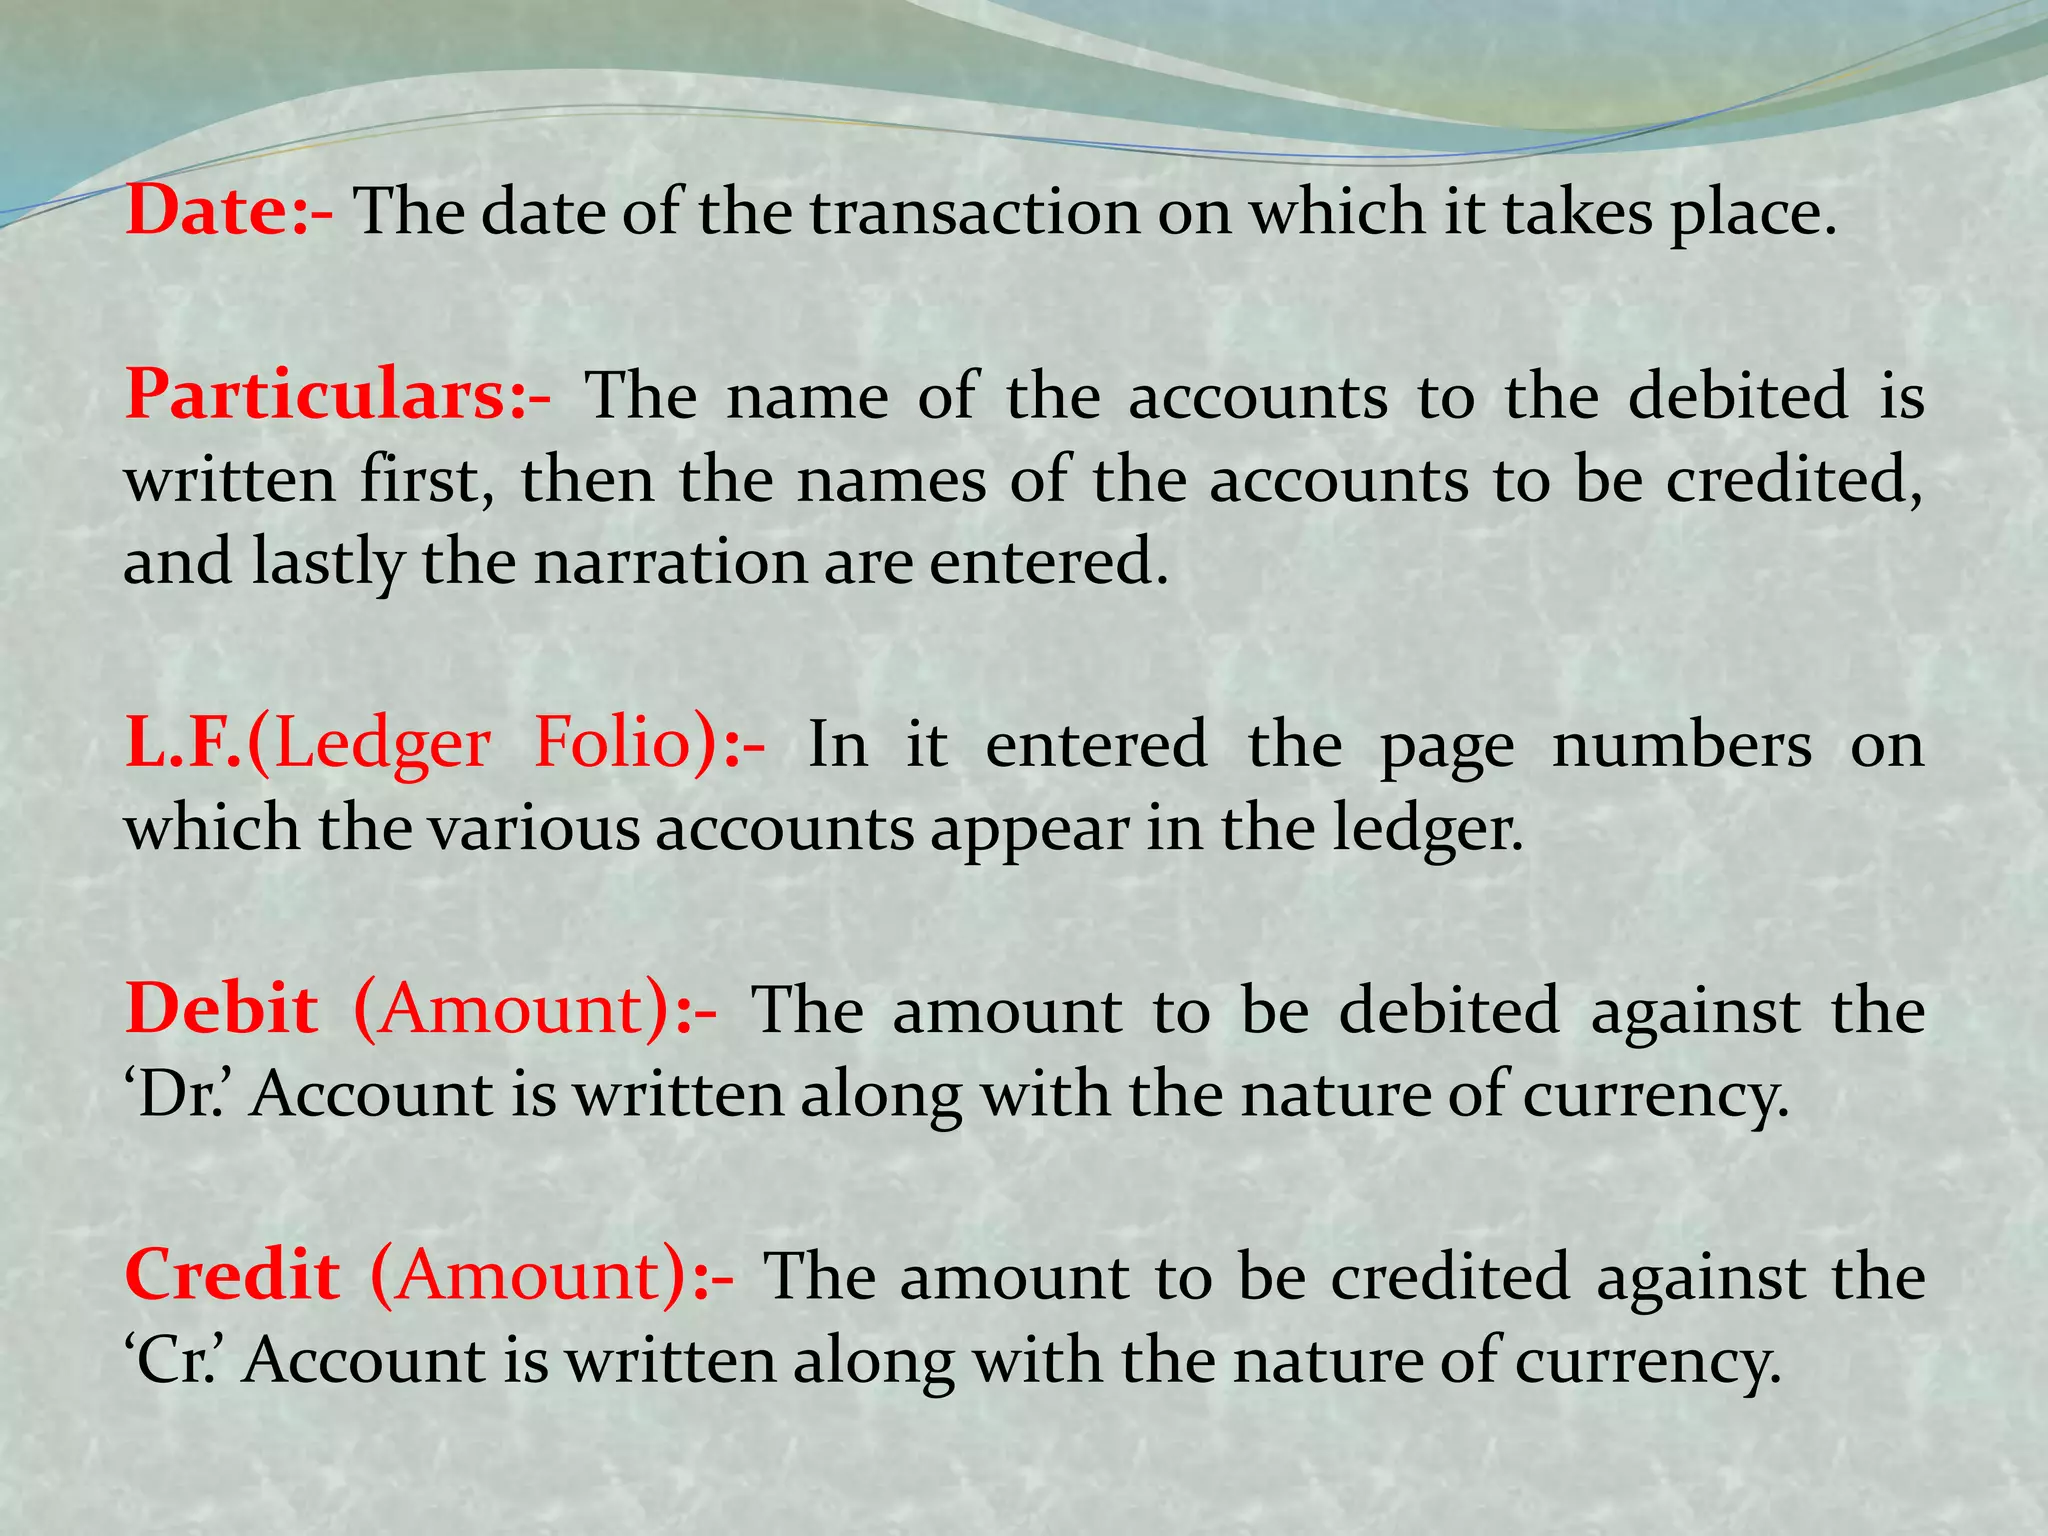 Date:- The date of the transaction on which it takes place.
Particulars:- The name of the accounts to the debited is
written first, then the names of the accounts to be credited,
and lastly the narration are entered.
L.F.(Ledger Folio):- In it entered the page numbers on
which the various accounts appear in the ledger.
Debit (Amount):- The amount to be debited against the
‘Dr.’ Account is written along with the nature of currency.
Credit (Amount):- The amount to be credited against the
‘Cr.’ Account is written along with the nature of currency.